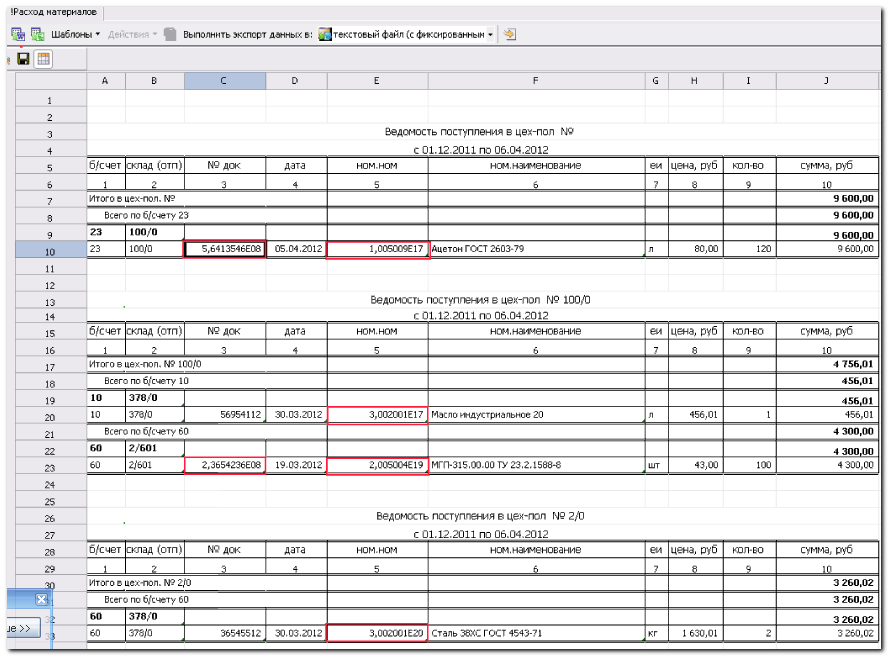 !Расход материалов
Шаблоны Действия Выполнить экспорт данных в: текстовый файл (с фиксированным
A B C D E F G H I J
1
2
3 Ведомость поступления в цех-пол №
4 с 01.12.2011 по 06.04.2012
5 б/счет склад (отп) № док дата ном.ном ном.наименование еи цена, руб кол-во сумма, руб
6 1 2 3 4 5 6 7 8 9 10
7 Итого в цех-пол. № 9 600,00
8 Всего по б/счету 23 9 600,00
9 23 100/0 9 600,00
10 23 100/0 5,6413546E08 05.04.2012 1,005009E17 Ацетон ГОСТ 2603-79 л 80,00 120 9 600,00
11
12
13 Ведомость поступления в цех-пол № 100/0
14 с 01.12.2011 по 06.04.2012
15 б/счет склад (отп) № док дата ном.ном ном.наименование еи цена, руб кол-во сумма, руб
16 1 2 3 4 5 6 7 8 9 10
17 Итого в цех-пол. № 100/0 4 756,01
18 Всего по б/счету 10 456,01
19 10 378/0 456,01
20 10 378/0 56954112 30.03.2012 3,002001E17 Масло индустриальное 20 л 456,01 1 456,01
21 Всего по б/счету 60 4 300,00
22 60 2/601 4 300,00
23 60 2/601 2,3654236E08 19.03.2012 2,005004E19 МГП-315.00.00 ТУ 23.2.1588-8 шт 43,00 100 4 300,00
24
25
26 Ведомость поступления в цех-пол № 2/0
27 с 01.12.2011 по 06.04.2012
28 б/счет склад (отп) № док дата ном.ном ном.наименование еи цена, руб кол-во сумма, руб
29 1 2 3 4 5 6 7 8 9 10
30 Итого в цех-пол. № 2/0 3 260,02
Всего по б/счету 60 3 260,02
60 378/0 3 260,02
>> 33 60 378/0 36545512 30.03.2012 3,002001E20 Сталь 38ХС ГОСТ 4543-71 кг 1 630,01 2 3 260,02